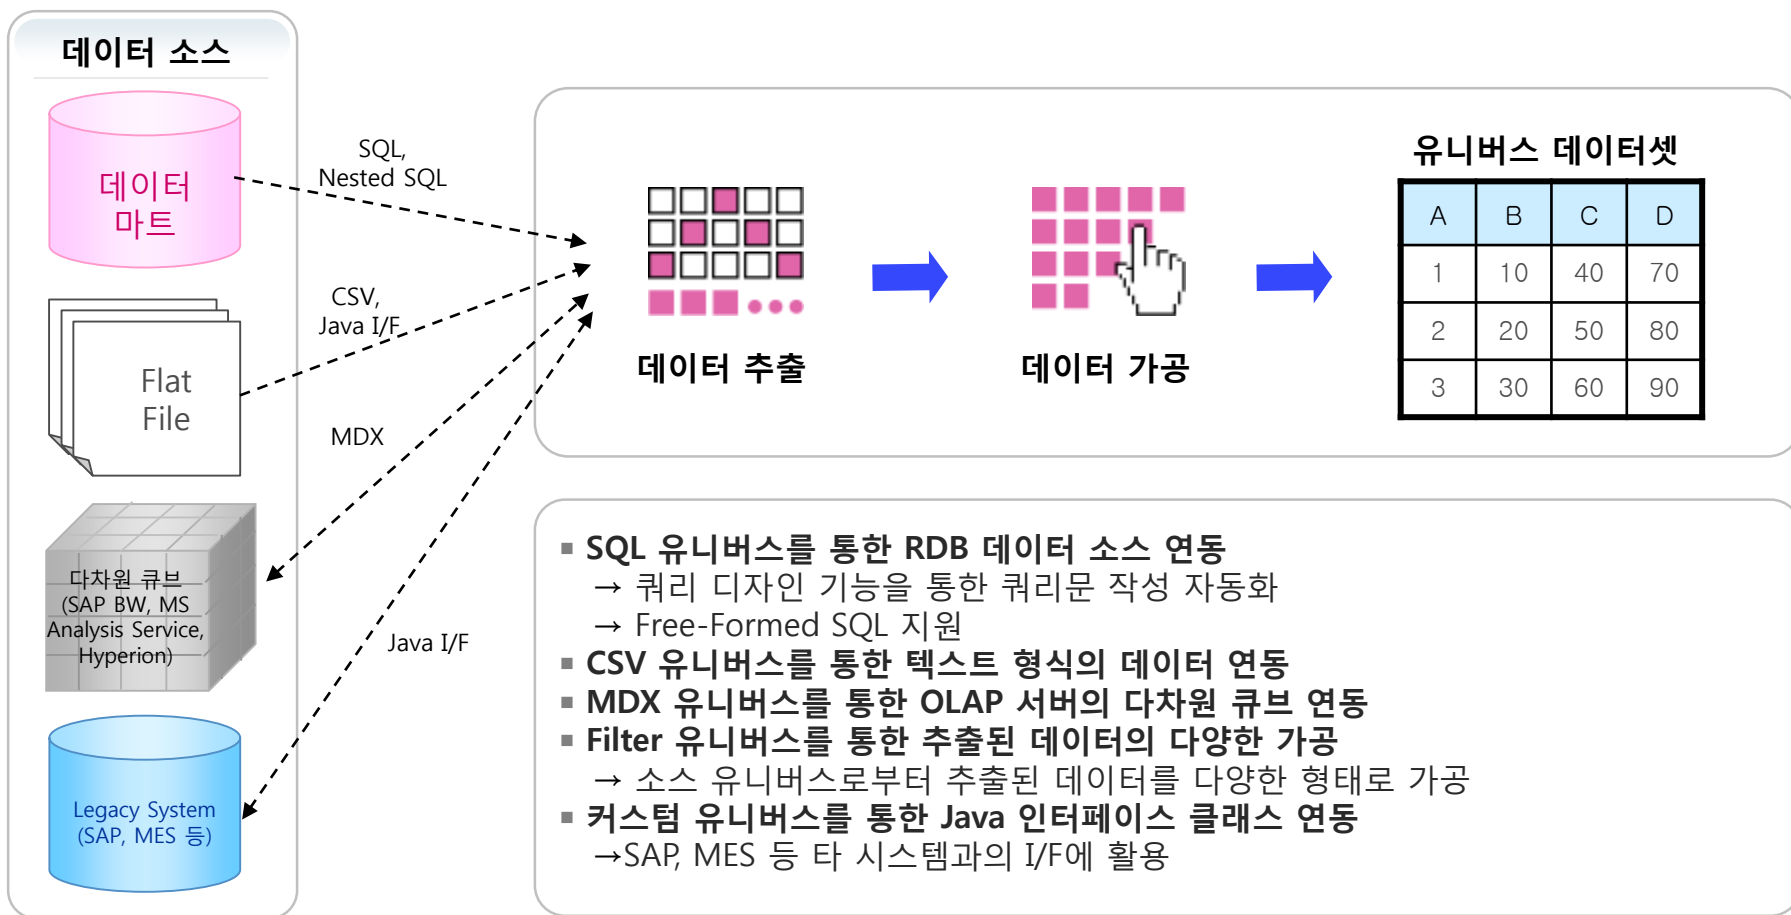 데이터 소스
데이터
마트
Flat
File
다차원 큐브
(SAP BW, MS
Analysis Service,
Hyperion)
Legacy System
(SAP, MES 등)
SQL,
Nested SQL
CSV,
Java I/F
MDX
Java I/F
데이터 추출
데이터 가공
유니버스 데이터셋
A B C D
1 10 40 70
2 20 50 80
3 30 60 90
▪ SQL 유니버스를 통한 RDB 데이터 소스 연동
→ 쿼리 디자인 기능을 통한 쿼리문 작성 자동화
→ Free-Formed SQL 지원
▪ CSV 유니버스를 통한 텍스트 형식의 데이터 연동
▪ MDX 유니버스를 통한 OLAP 서버의 다차원 큐브 연동
▪ Filter 유니버스를 통한 추출된 데이터의 다양한 가공
→ 소스 유니버스로부터 추출된 데이터를 다양한 형태로 가공
▪ 커스텀 유니버스를 통한 Java 인터페이스 클래스 연동
→SAP, MES 등 타 시스템과의 I/F에 활용